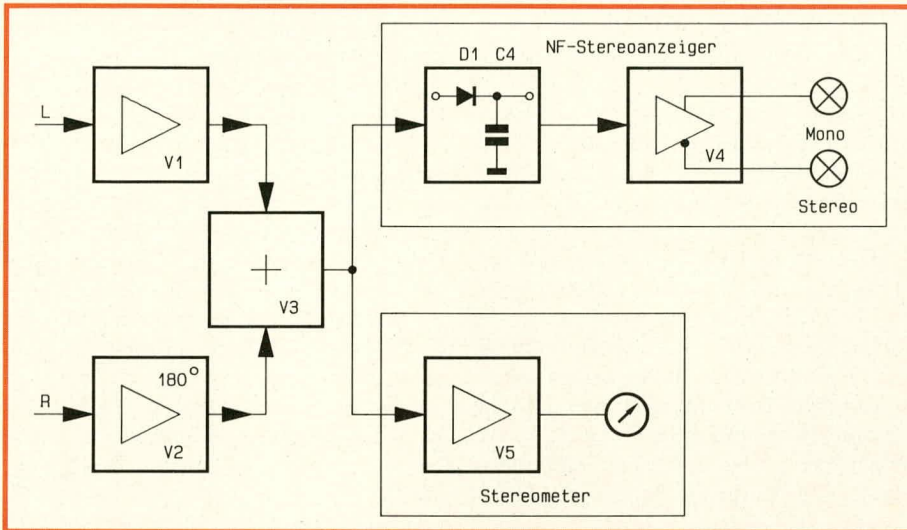 NF-Stereoanzeiger
D1 C4
L
V1
V4
Mono
Stereo
+
V3
180°
R
V2
V5
Stereometer